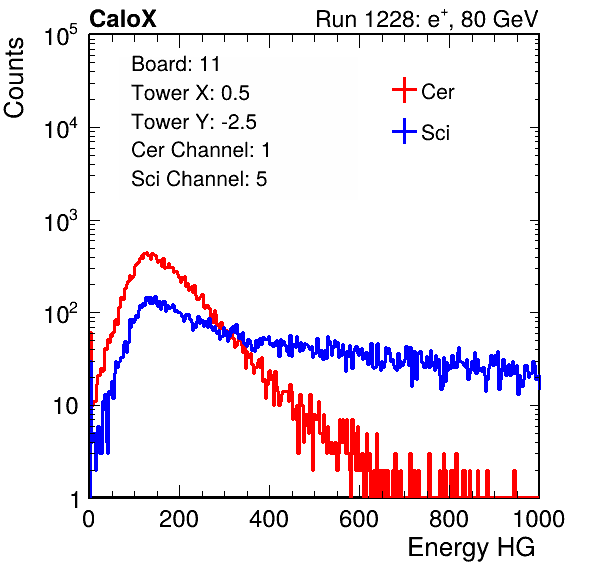 CaloX Run 1228: e⁺, 80 GeV
Counts
10⁵
10⁴
10³
10²
10
1
Board: 11
Tower X: 0.5
Tower Y: -2.5
Cer Channel: 1
Sci Channel: 5
Cer
Sci
0 200 400 600 800 1000
Energy HG